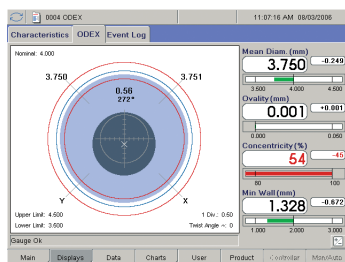 0004 ODEX
11:07:16 AM 08/03/2006
Characteristics ODEX Event Log
Nominal: 4.000
3.750 3.751
0.56
272°
Y X
Upper Limit: 4.500
1 Div.: 0.50
Lower Limit: 3.600
Twist Angle ∝: 0
Mean Diam. (mm)
3.750 -0.249
3.500 4.000 4.500
Ovality (mm)
0.001 +0.001
0.000 0.050
Concentricity (%)
54 -45
80 100
Min Wall (mm)
1.328 -0.672
1.000 2.000 3.000
Gauge Ok
Main Displays Data Charts User Product Controller Man/Auto